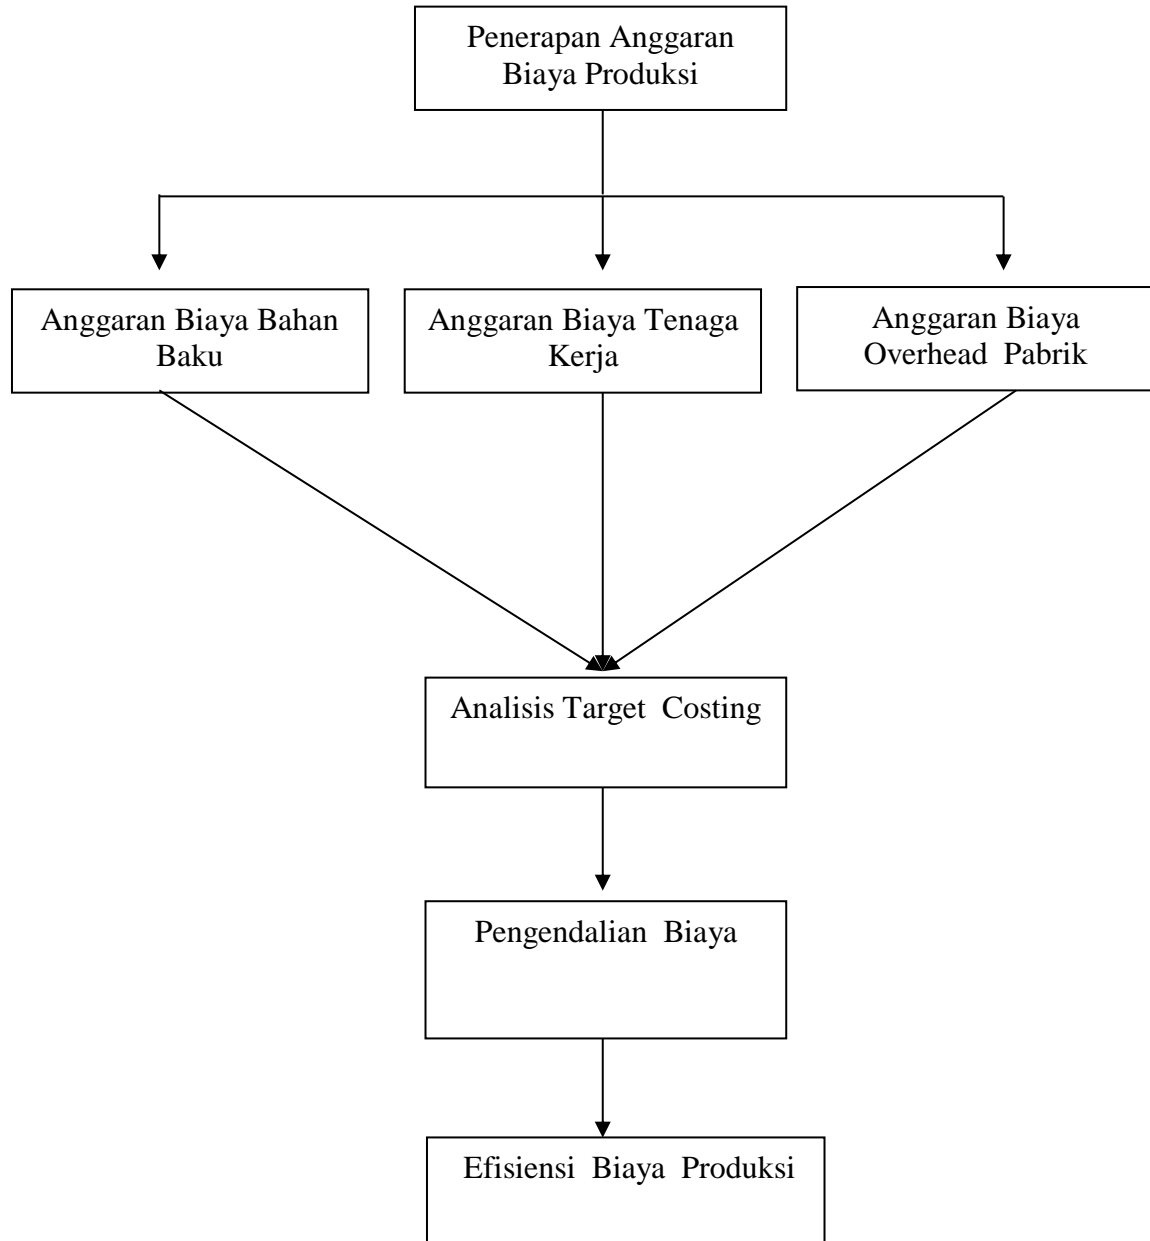 Penerapan Anggaran
Biaya Produksi
Anggaran Biaya Bahan
Baku
Anggaran Biaya Tenaga
Kerja
Anggaran Biaya
Overhead Pabrik
Analisis Target Costing
Pengendalian Biaya
Efisiensi Biaya Produksi